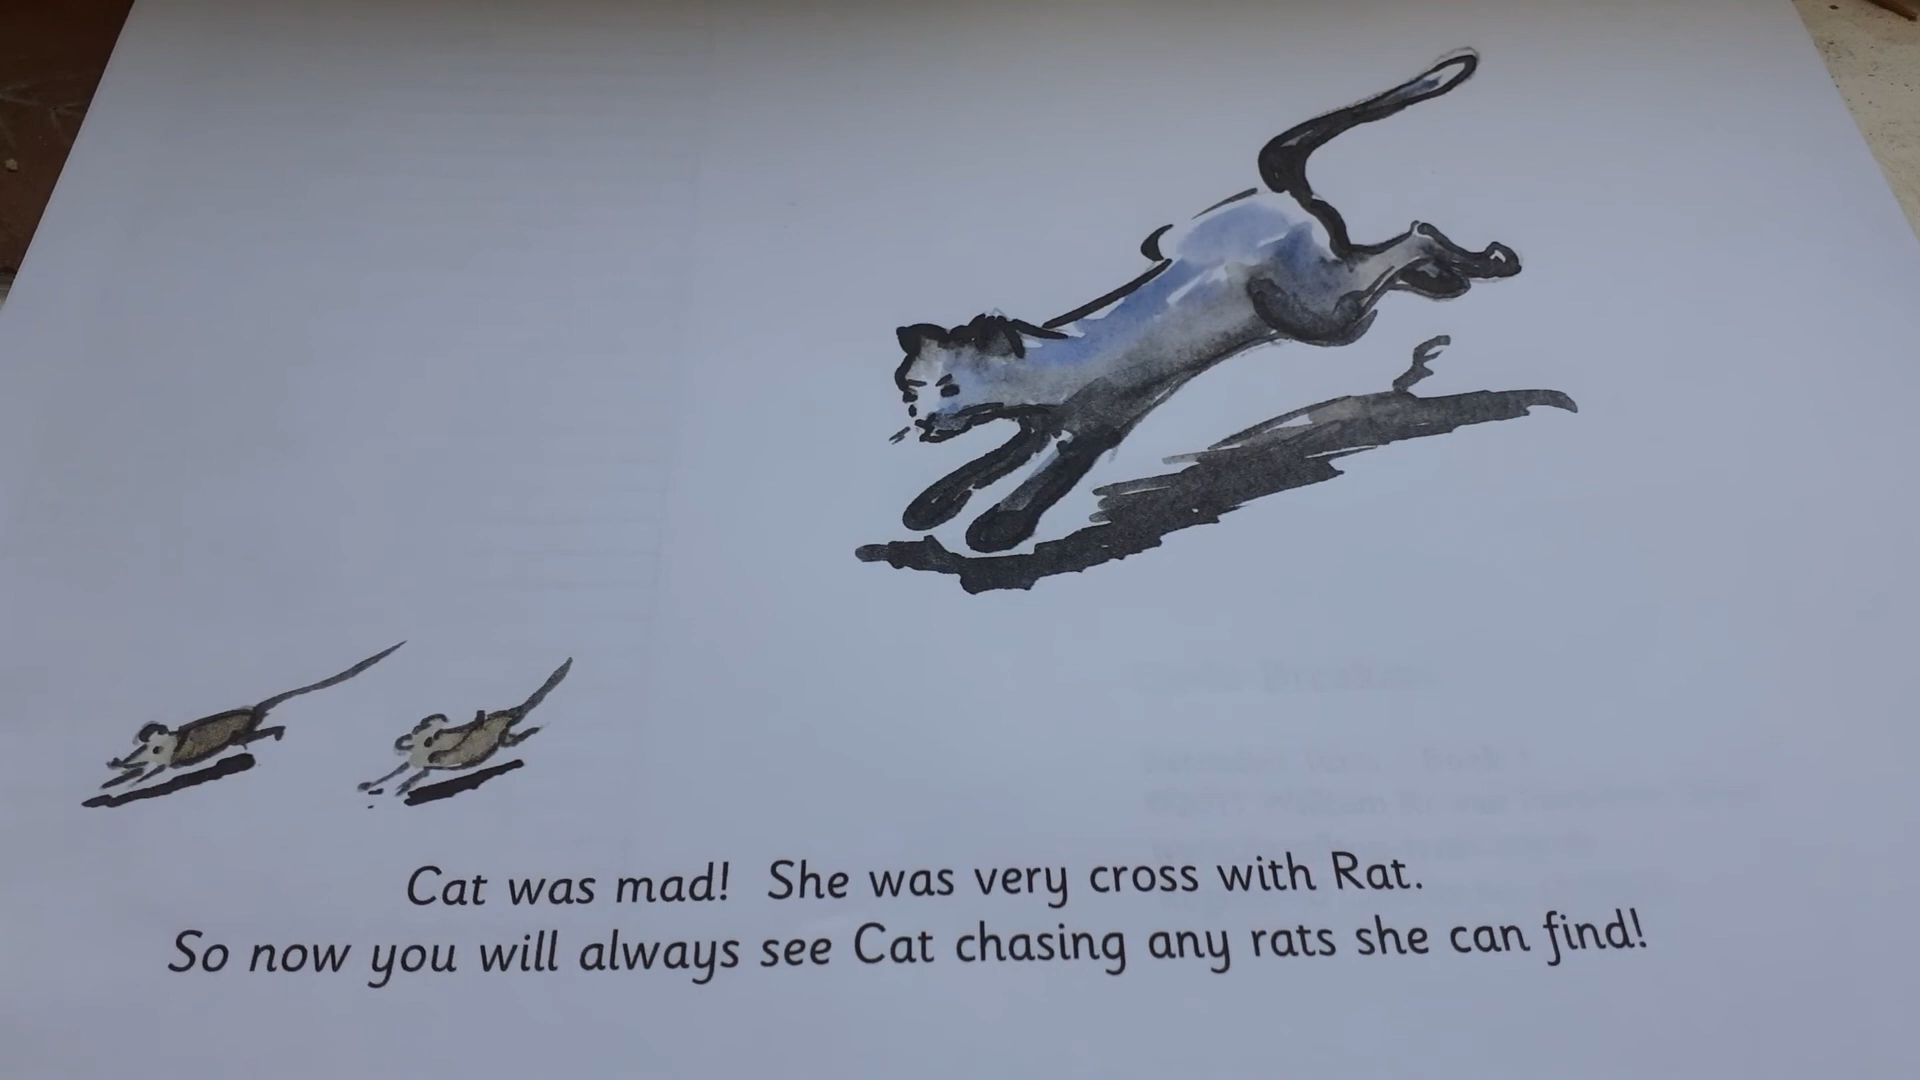 Cat was mad! She was very cross with Rat.
So now you will always see Cat chasing any rats she can find!